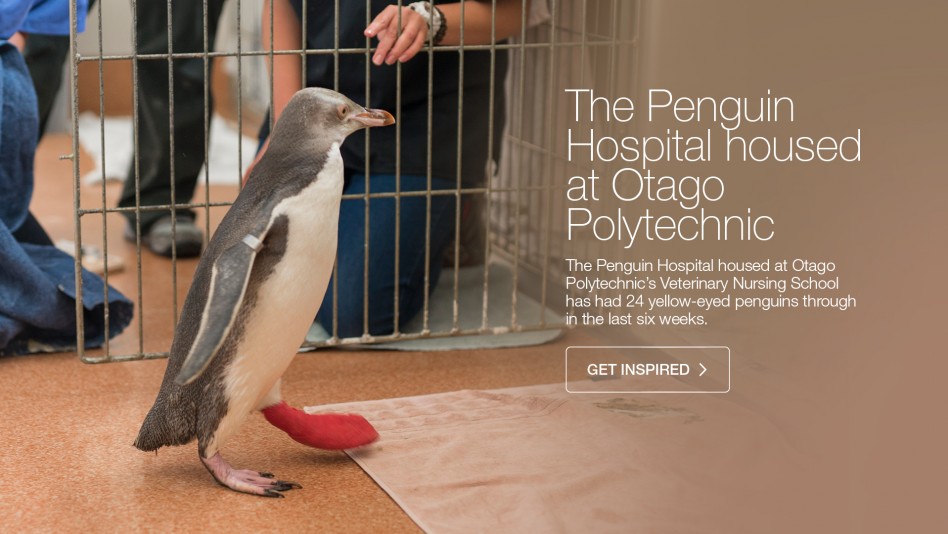 The Penguin
Hospital housed
at Otago
Polytechnic
The Penguin Hospital housed at Otago
Polytechnic's Veterinary Nursing School
has had 24 yellow-eyed penguins through
in the last six weeks.
GET INSPIRED